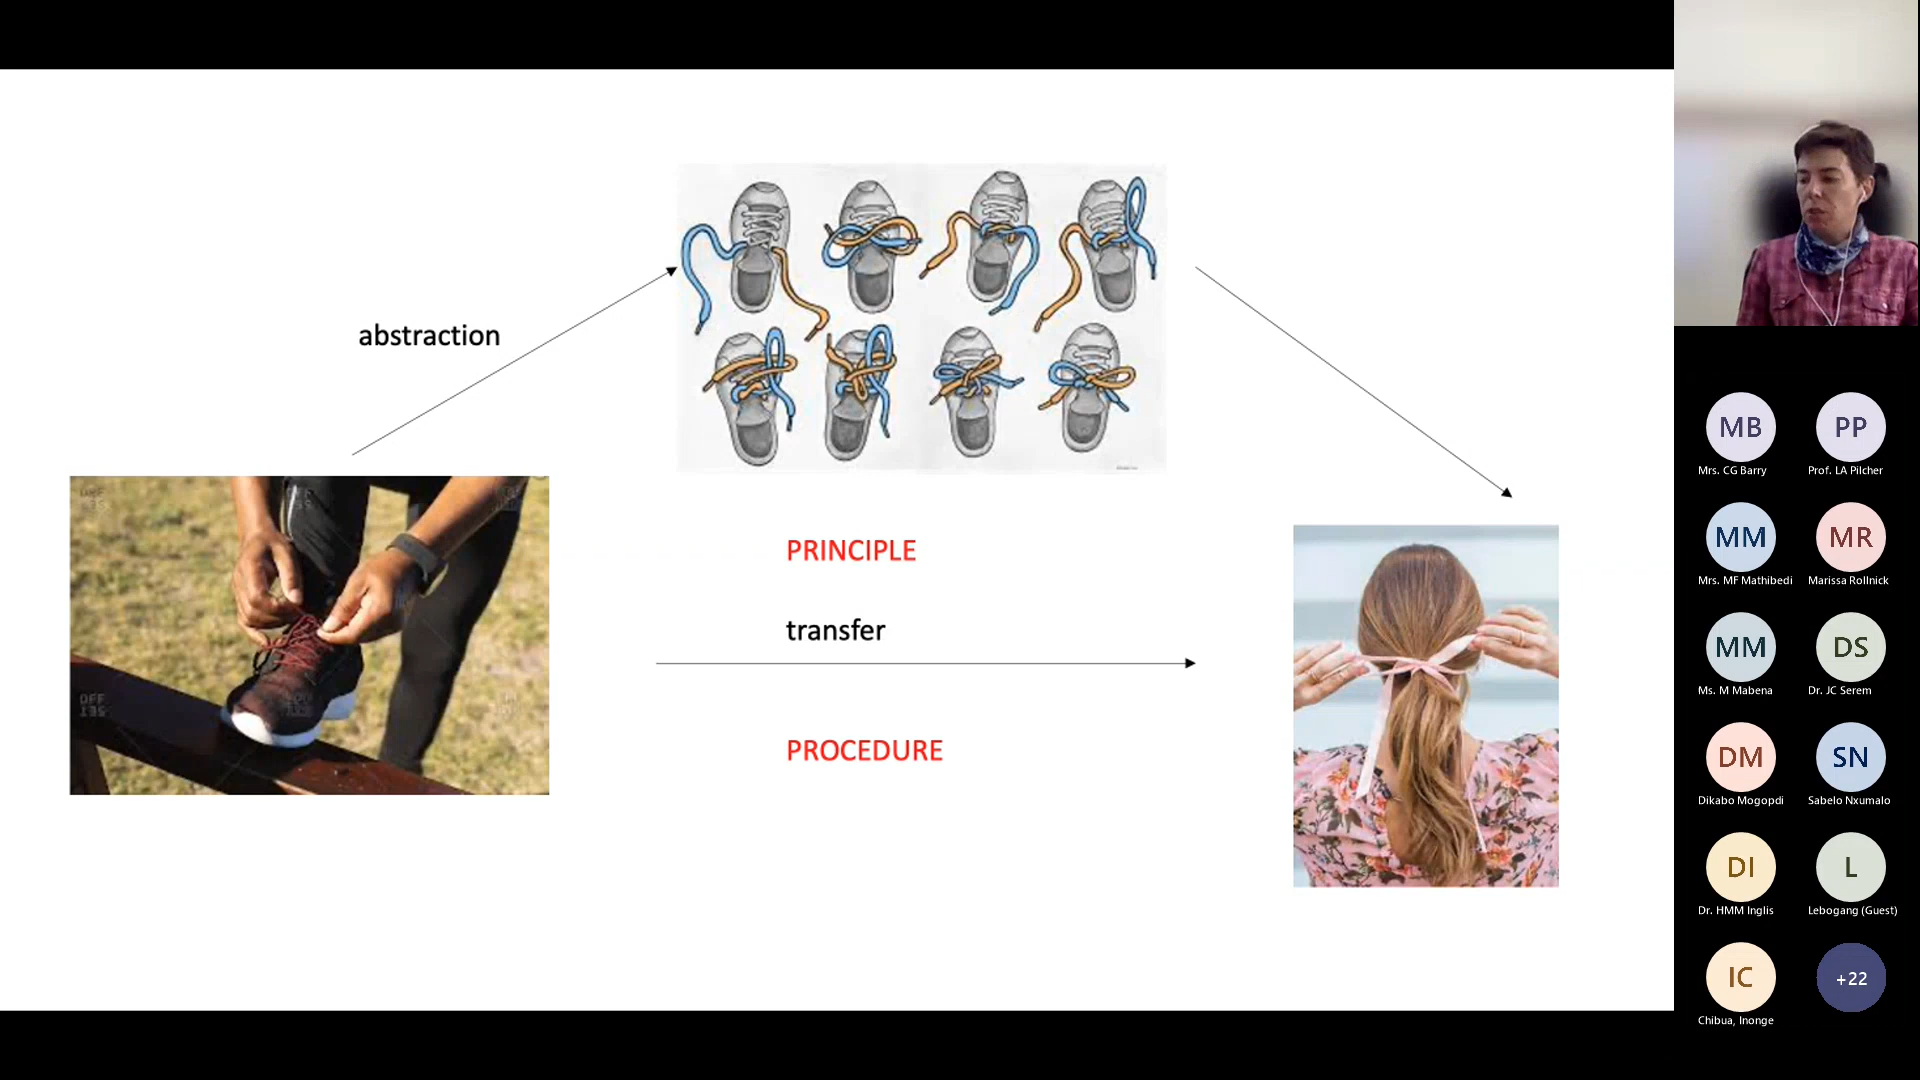 abstraction
PRINCIPLE
transfer
PROCEDURE
MB
PP
Mrs. CG Barry
Prof. LA Pilcher
MM
MR
Mrs. MF Mathibedi
Marissa Rollnick
MM
DS
Ms. M Mabena
Dr. JC Serem
DM
SN
Dikabo Mogopdi
Sabelo Nxumalo
DI
L
Dr. HMM Inglis
Lebogang (Guest)
IC
+22
Chibua, Inonge